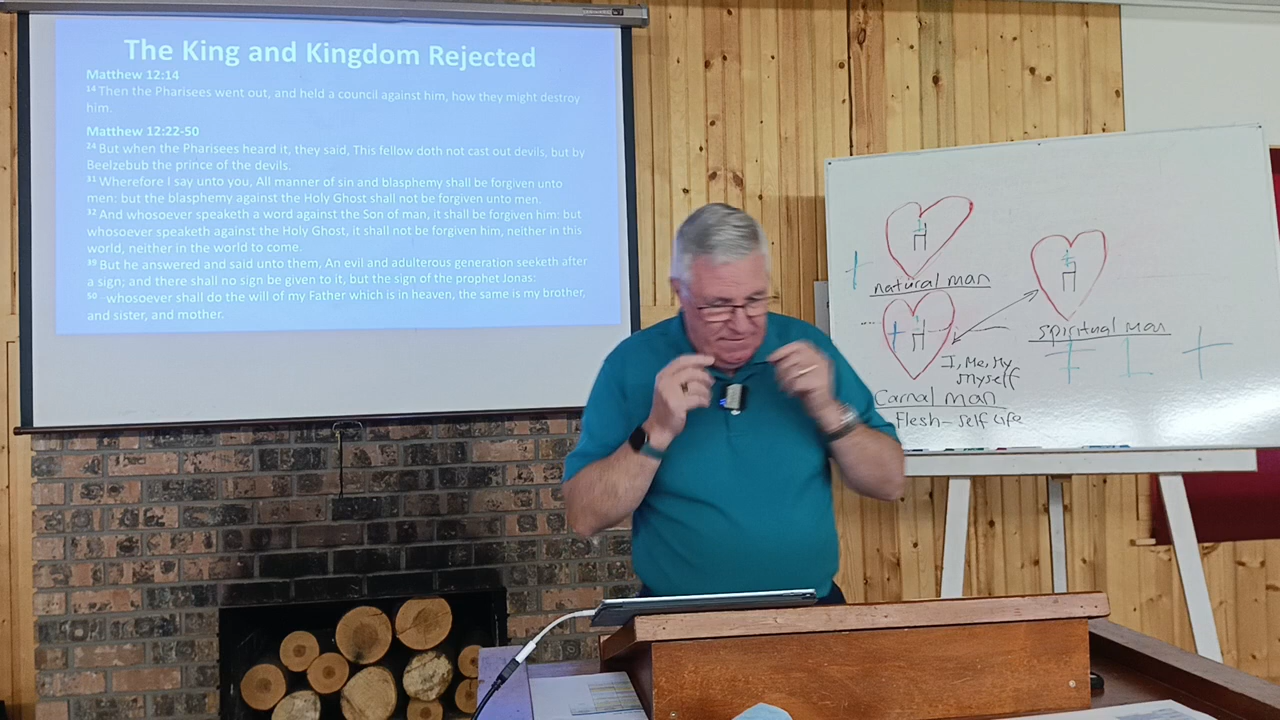 The King and Kingdom Rejected
Matthew 12:14
14 Then the Pharisees went out, and held a council against him, how they might destroy
him.
Matthew 12:22-50
24 But when the Pharisees heard it, they said, This fellow doth not cast out devils, but by
Beelzebub the prince of the devils.
31 Wherefore I say unto you, All manner of sin and blasphemy shall be forgiven unto
men: but the blasphemy against the Holy Ghost shall not be forgiven unto men.
32 And whosoever speaketh a word against the Son of man, it shall be forgiven him: but
whosoever speaketh against the Holy Ghost, it shall not be forgiven him, neither in this
world, neither in the world to come.
39 But he answered and said unto them, An evil and adulterous generation seeketh after
a sign; and there shall no sign be given to it, but the sign of the prophet Jonas:
50 whosoever shall do the will of my Father which is in heaven, the same is my brother,
and sister, and mother.
natural man
spiritual man
I, Me, My
myself
Carnal man
Flesh - self life